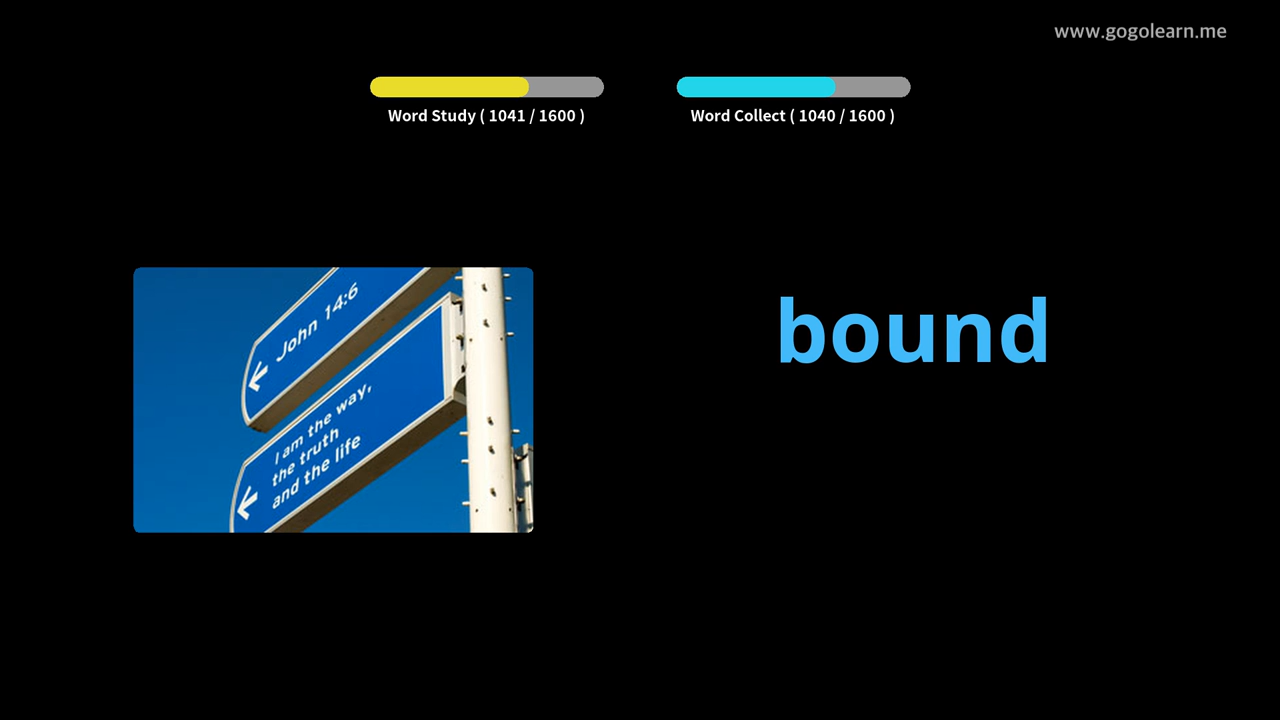 www.gogolearn.me
Word Study ( 1041 / 1600 )
Word Collect ( 1040 / 1600 )
John 14:6
I am the way,
the truth
and the life
bound